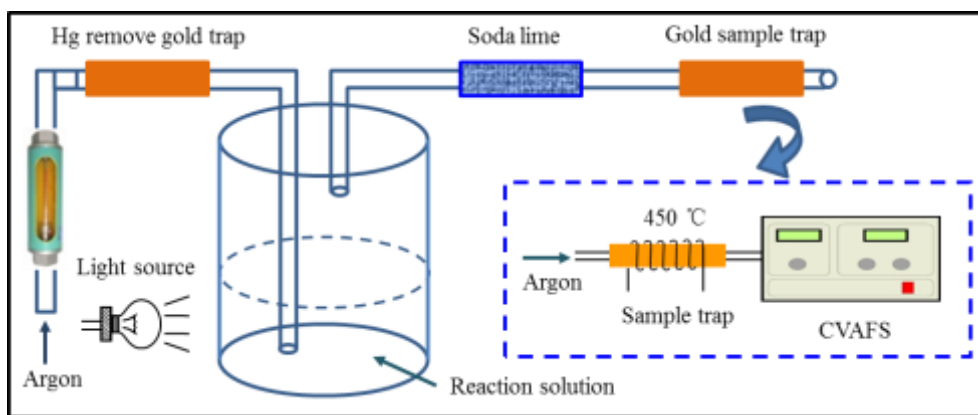 Hg remove gold trap
Soda lime
Gold sample trap
450 ℃
Light source
Argon
Sample trap
CVAFS
Argon
Reaction solution